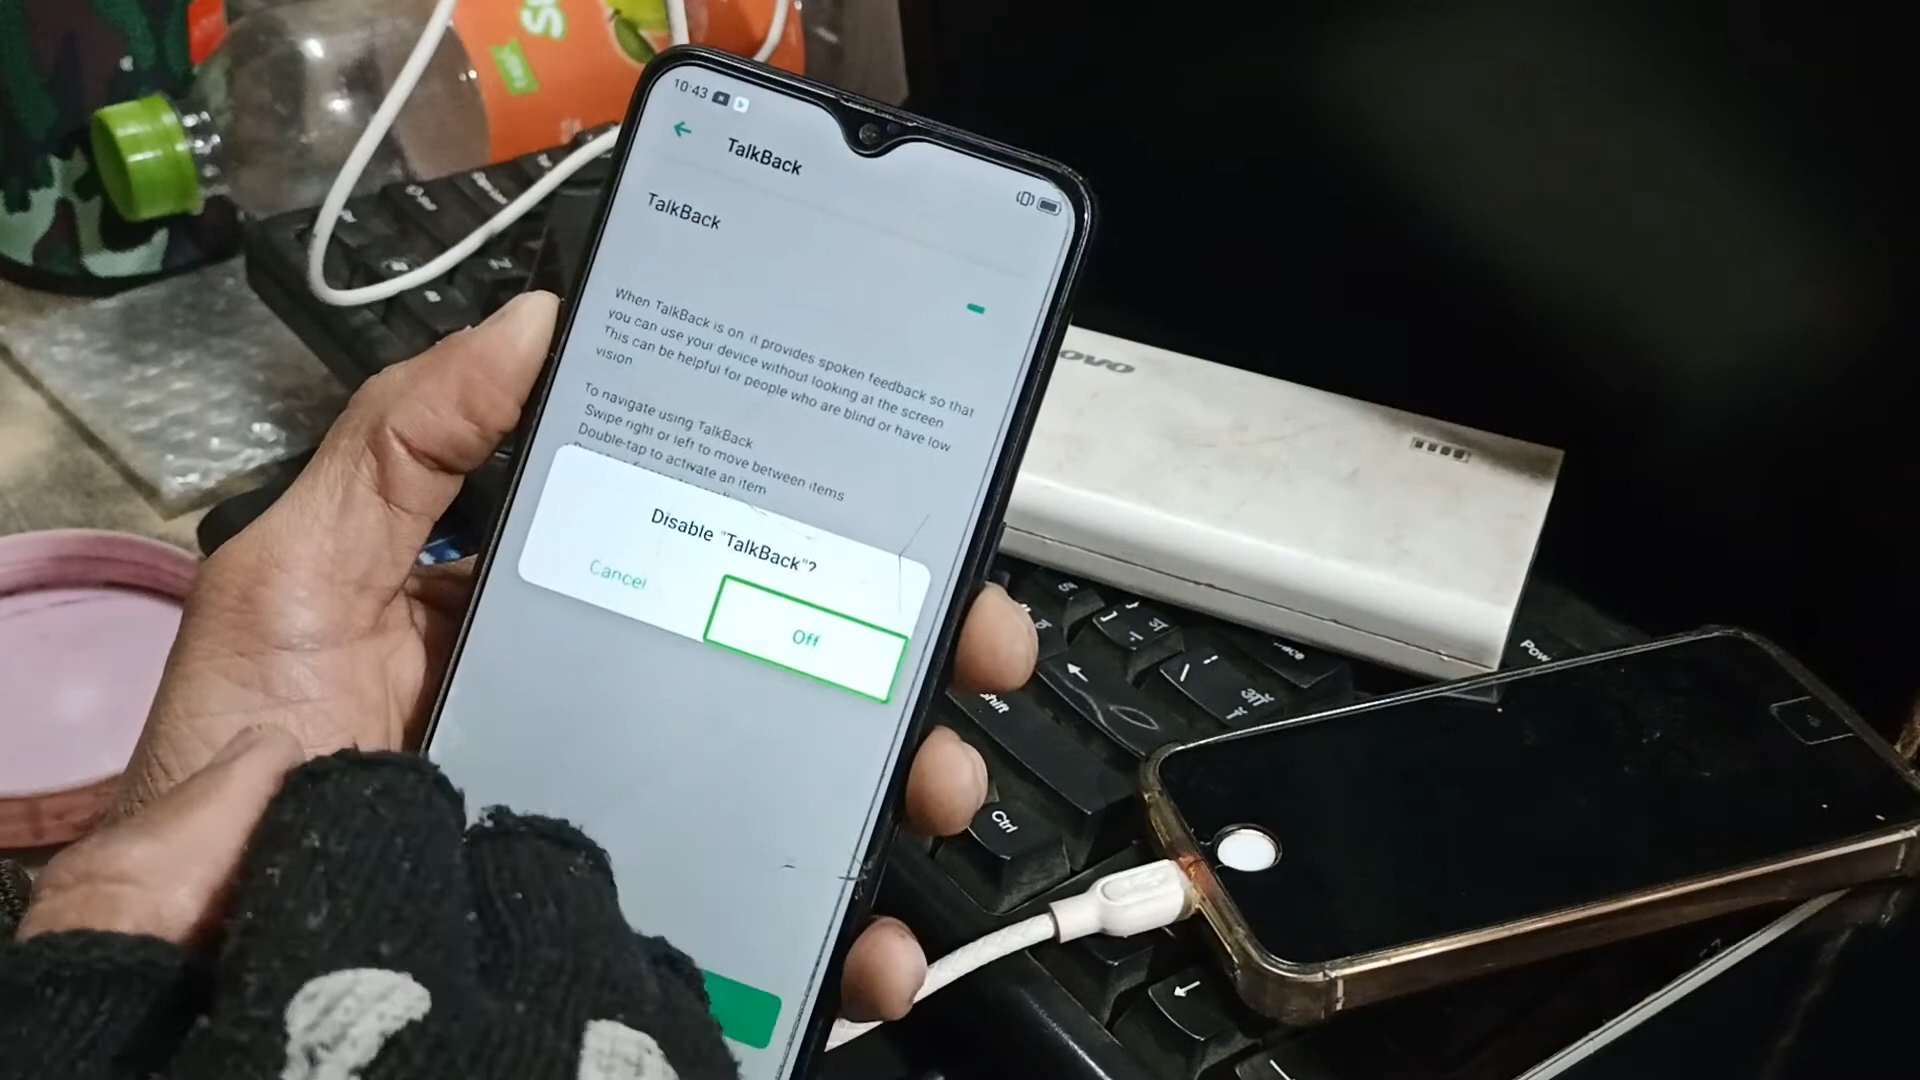 10:43
TalkBack
TalkBack
When TalkBack is on, it provides spoken feedback so that
you can use your device without looking at the screen
This can be helpful for people who are blind or have low
vision
To navigate using TalkBack
Swipe right or left to move between items
Double-tap to activate an item
Disable "TalkBack"?
Cancel
Off
ovo
Pow
Shift
Ctrl